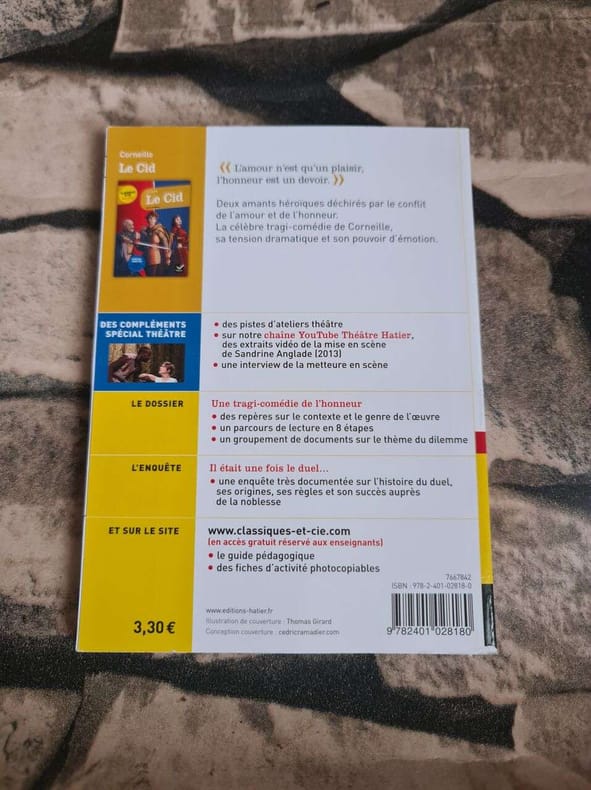 Corneille
Le Cid
Le Cid
« L'amour n'est qu'un plaisir,
l'honneur est un devoir. »
Deux amants héroïques déchirés par le conflit
de l'amour et de l'honneur.
La célèbre tragi-comédie de Corneille,
sa tension dramatique et son pouvoir d'émotion.
DES COMPLÉMENTS
SPÉCIAL THÉÂTRE
• des pistes d'ateliers théâtre
• sur notre chaîne YouTube Théâtre Hatier,
des extraits vidéo de la mise en scène
de Sandrine Anglade (2013)
• une interview de la metteure en scène
LE DOSSIER
Une tragi-comédie de l'honneur
• des repères sur le contexte et le genre de l'œuvre
• un parcours de lecture en 8 étapes
• un groupement de documents sur le thème du dilemme
L'ENQUÊTE
Il était une fois le duel...
• une enquête très documentée sur l'histoire du duel,
ses origines, ses règles et son succès auprès
de la noblesse
ET SUR LE SITE
www.classiques-et-cie.com
(en accès gratuit réservé aux enseignants)
• le guide pédagogique
• des fiches d'activité photocopiables
7667842
ISBN : 978-2-401-02818-0
www.editions-hatier.fr
Illustration de couverture : Thomas Girard
Conception couverture : cedricramadier.com
3,30 €
9 782401 028180